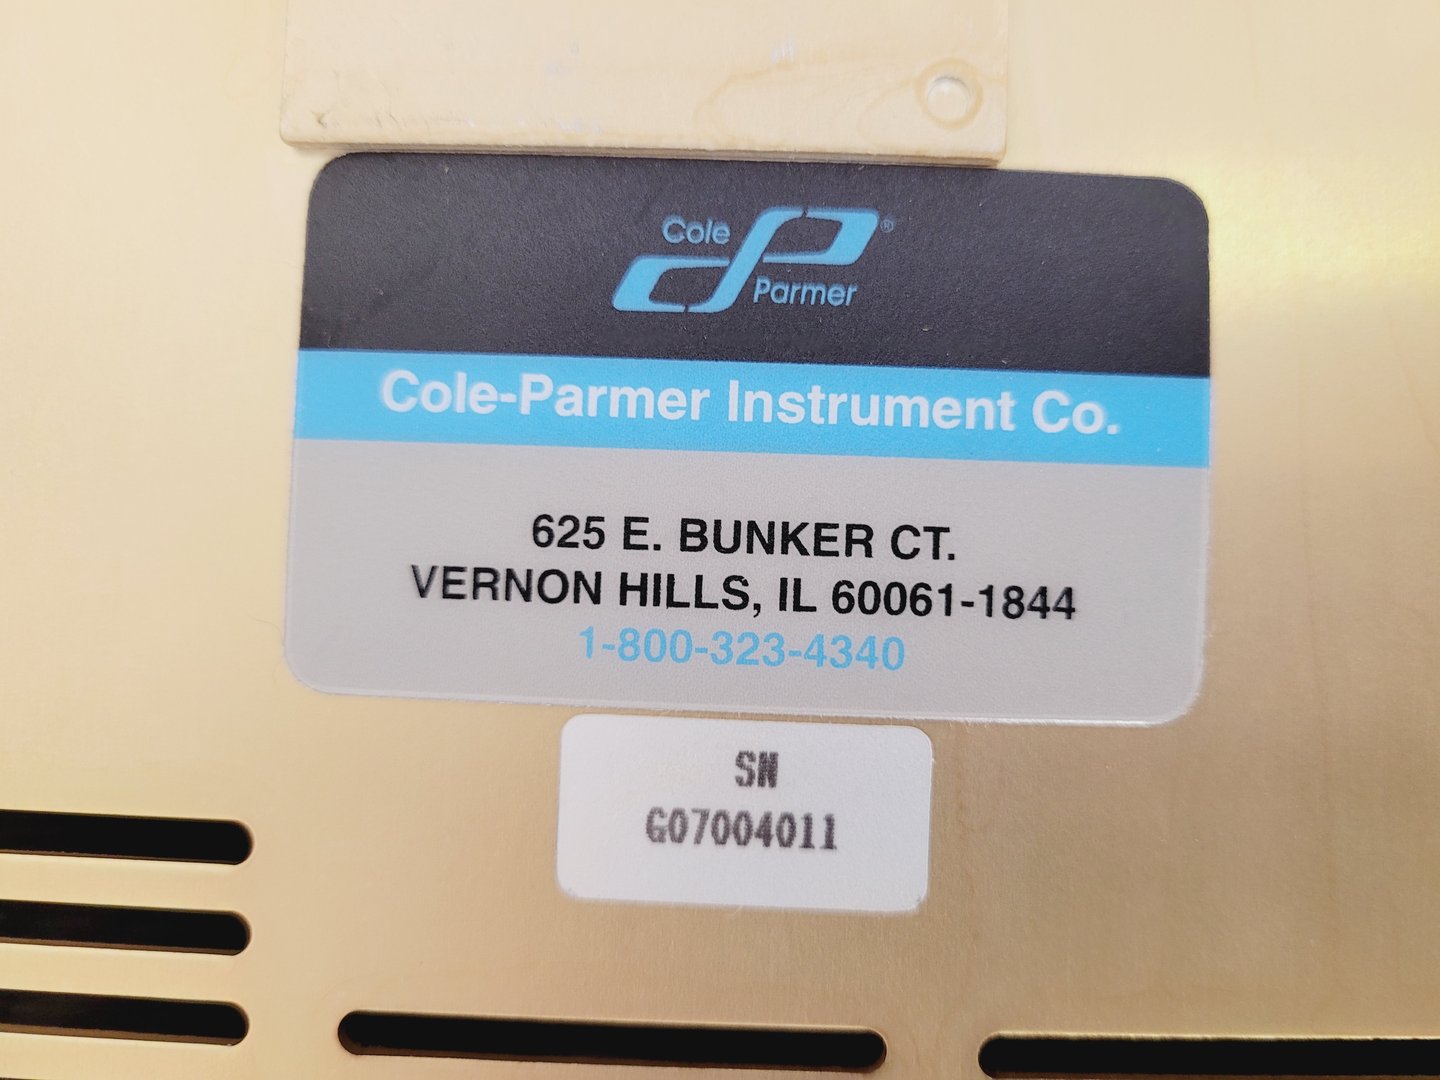 Cole
Parmer
®
Cole-Parmer Instrument Co.
625 E. BUNKER CT.
VERNON HILLS, IL 60061-1844
1-800-323-4340
SN
G07004011